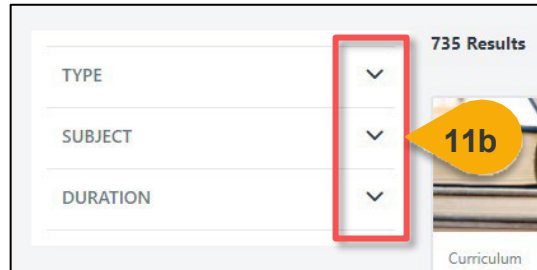 735 Results
TYPE
SUBJECT
11b
DURATION
Curriculum